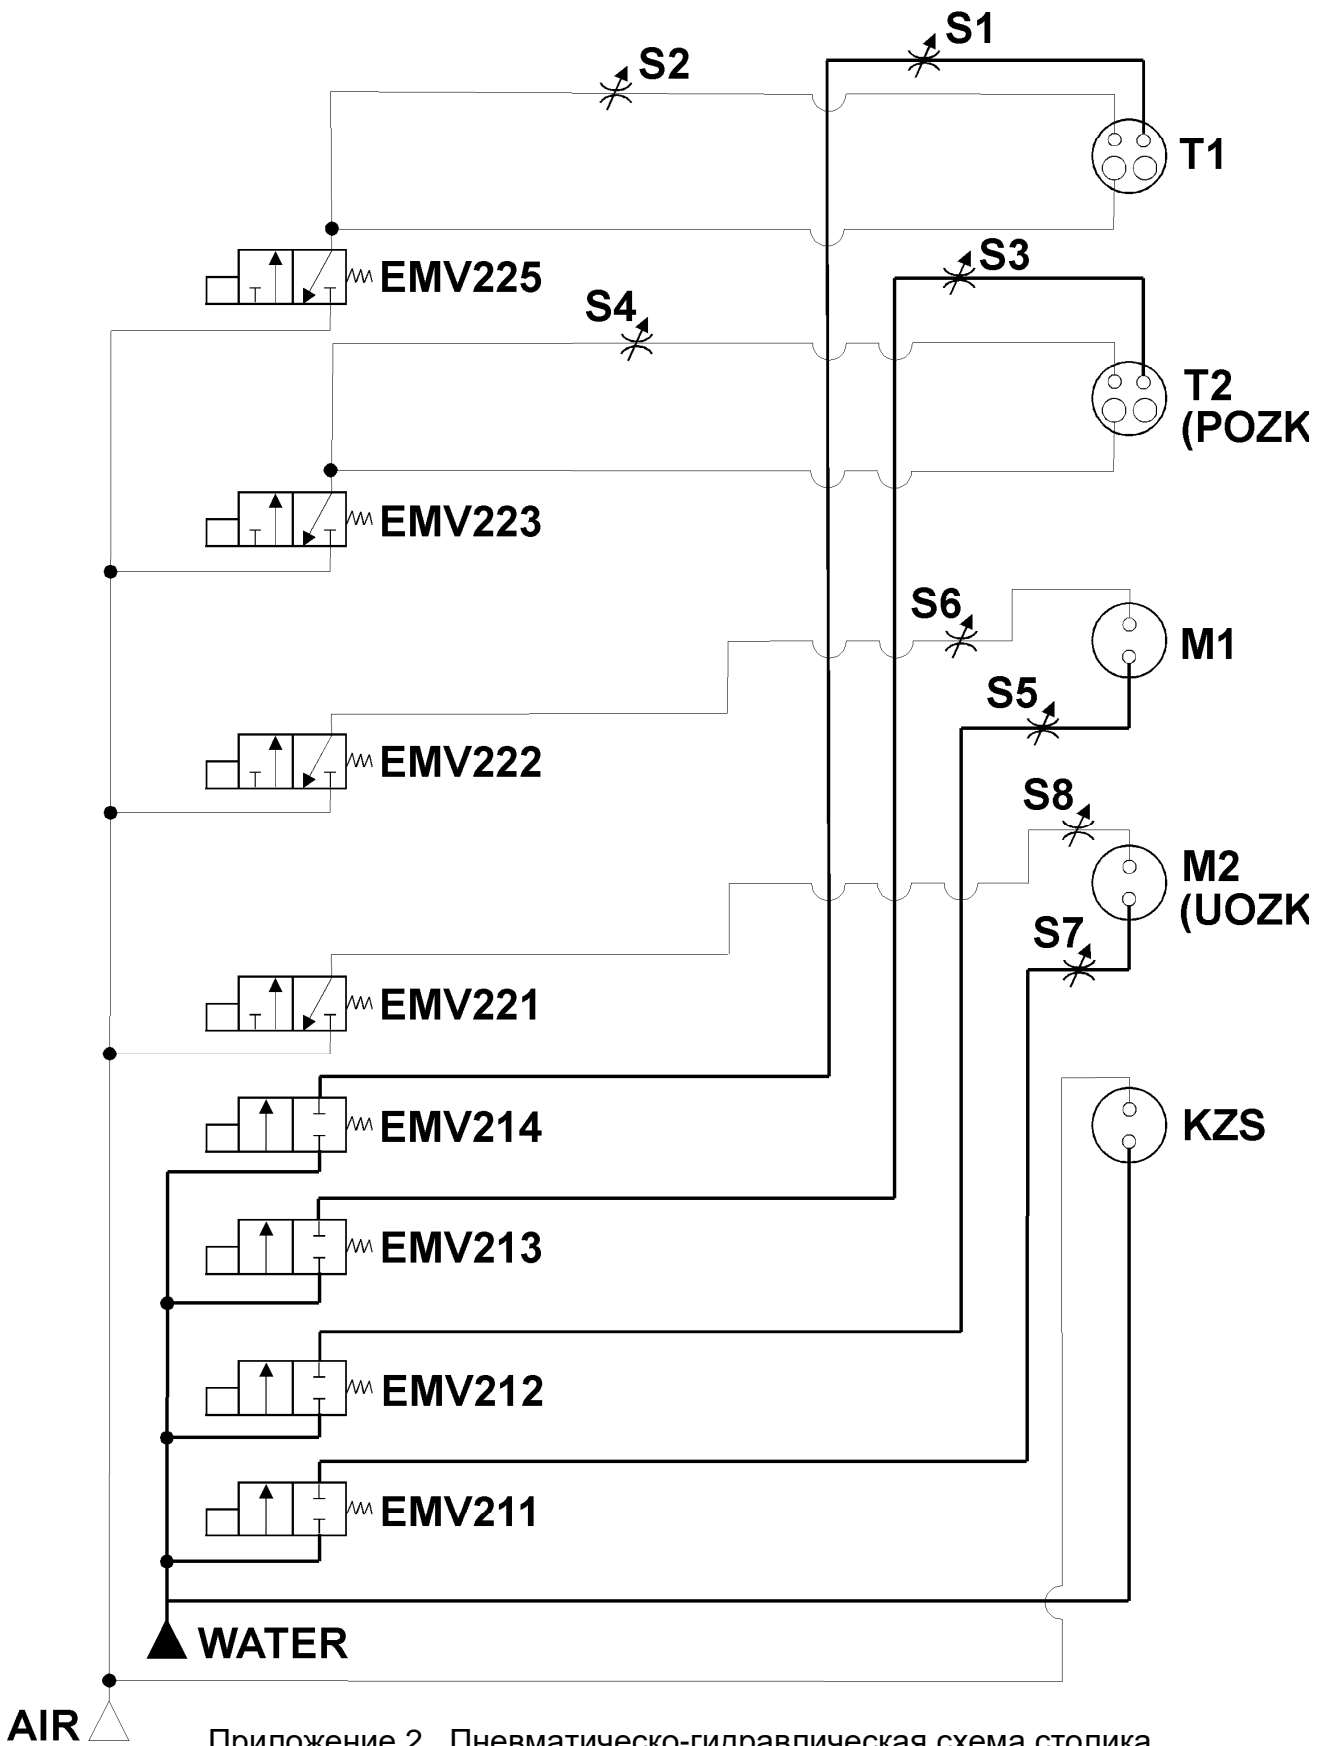 S1
S2
T1
S3
EMV225
S4
T2
(POZK
EMV223
S6
M1
S5
EMV222
S8
M2
(UOZK
S7
EMV221
KZS
EMV214
EMV213
EMV212
EMV211
WATER
AIR
Приложение 2 Пневматическо-гидравлическая схема столика